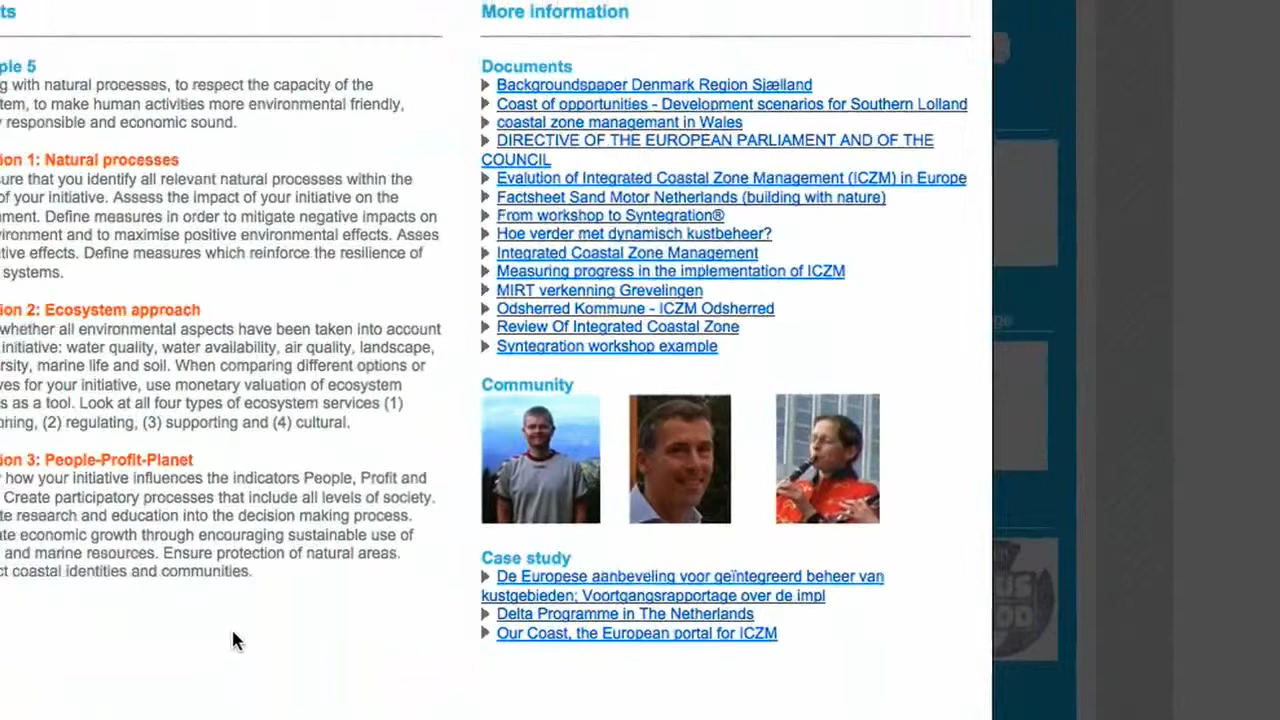 ts
ple 5
g with natural processes, to respect the capacity of the
tem, to make human activities more environmental friendly,
y responsible and economic sound.
ion 1: Natural processes
sure that you identify all relevant natural processes within the
of your initiative. Assess the impact of your initiative on the
nment. Define measures in order to mitigate negative impacts on
vironment and to maximise positive environmental effects. Asses
tive effects. Define measures which reinforce the resilience of
systems.
ion 2: Ecosystem approach
whether all environmental aspects have been taken into account
initiative: water quality, water availability, air quality, landscape,
rsity, marine life and soil. When comparing different options or
ves for your initiative, use monetary valuation of ecosystem
s as a tool. Look at all four types of ecosystem services (1)
oning, (2) regulating, (3) supporting and (4) cultural.
ion 3: People-Profit-Planet
how your initiative influences the indicators People, Profit and
Create participatory processes that include all levels of society.
te research and education into the decision making process.
ate economic growth through encouraging sustainable use of
and marine resources. Ensure protection of natural areas.
ct coastal identities and communities.
More information
Documents
Backgroundspaper Denmark Region Sjælland
Coast of opportunities - Development scenarios for Southern Lolland
coastal zone managemant in Wales
DIRECTIVE OF THE EUROPEAN PARLIAMENT AND OF THE
COUNCIL
Evalution of Integrated Coastal Zone Management (ICZM) in Europe
Factsheet Sand Motor Netherlands (building with nature)
From workshop to Syntegration®
Hoe verder met dynamisch kustbeheer?
Integrated Coastal Zone Management
Measuring progress in the implementation of ICZM
MIRT verkenning Grevelingen
Odsherred Kommune - ICZM Odsherred
Review Of Integrated Coastal Zone
Syntegration workshop example
Community
Case study
De Europese aanbeveling voor geïntegreerd beheer van
kustgebieden; Voortgangsrapportage over de impl
Delta Programme in The Netherlands
Our Coast, the European portal for ICZM